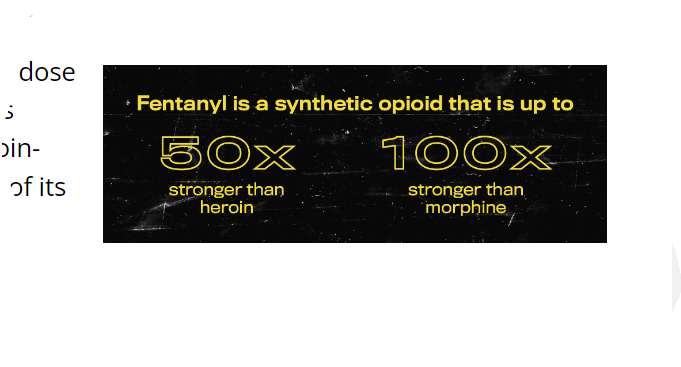 dose
of its
Fentanyl is a synthetic opioid that is up to
50x 100x
stronger than stronger than
heroin morphine